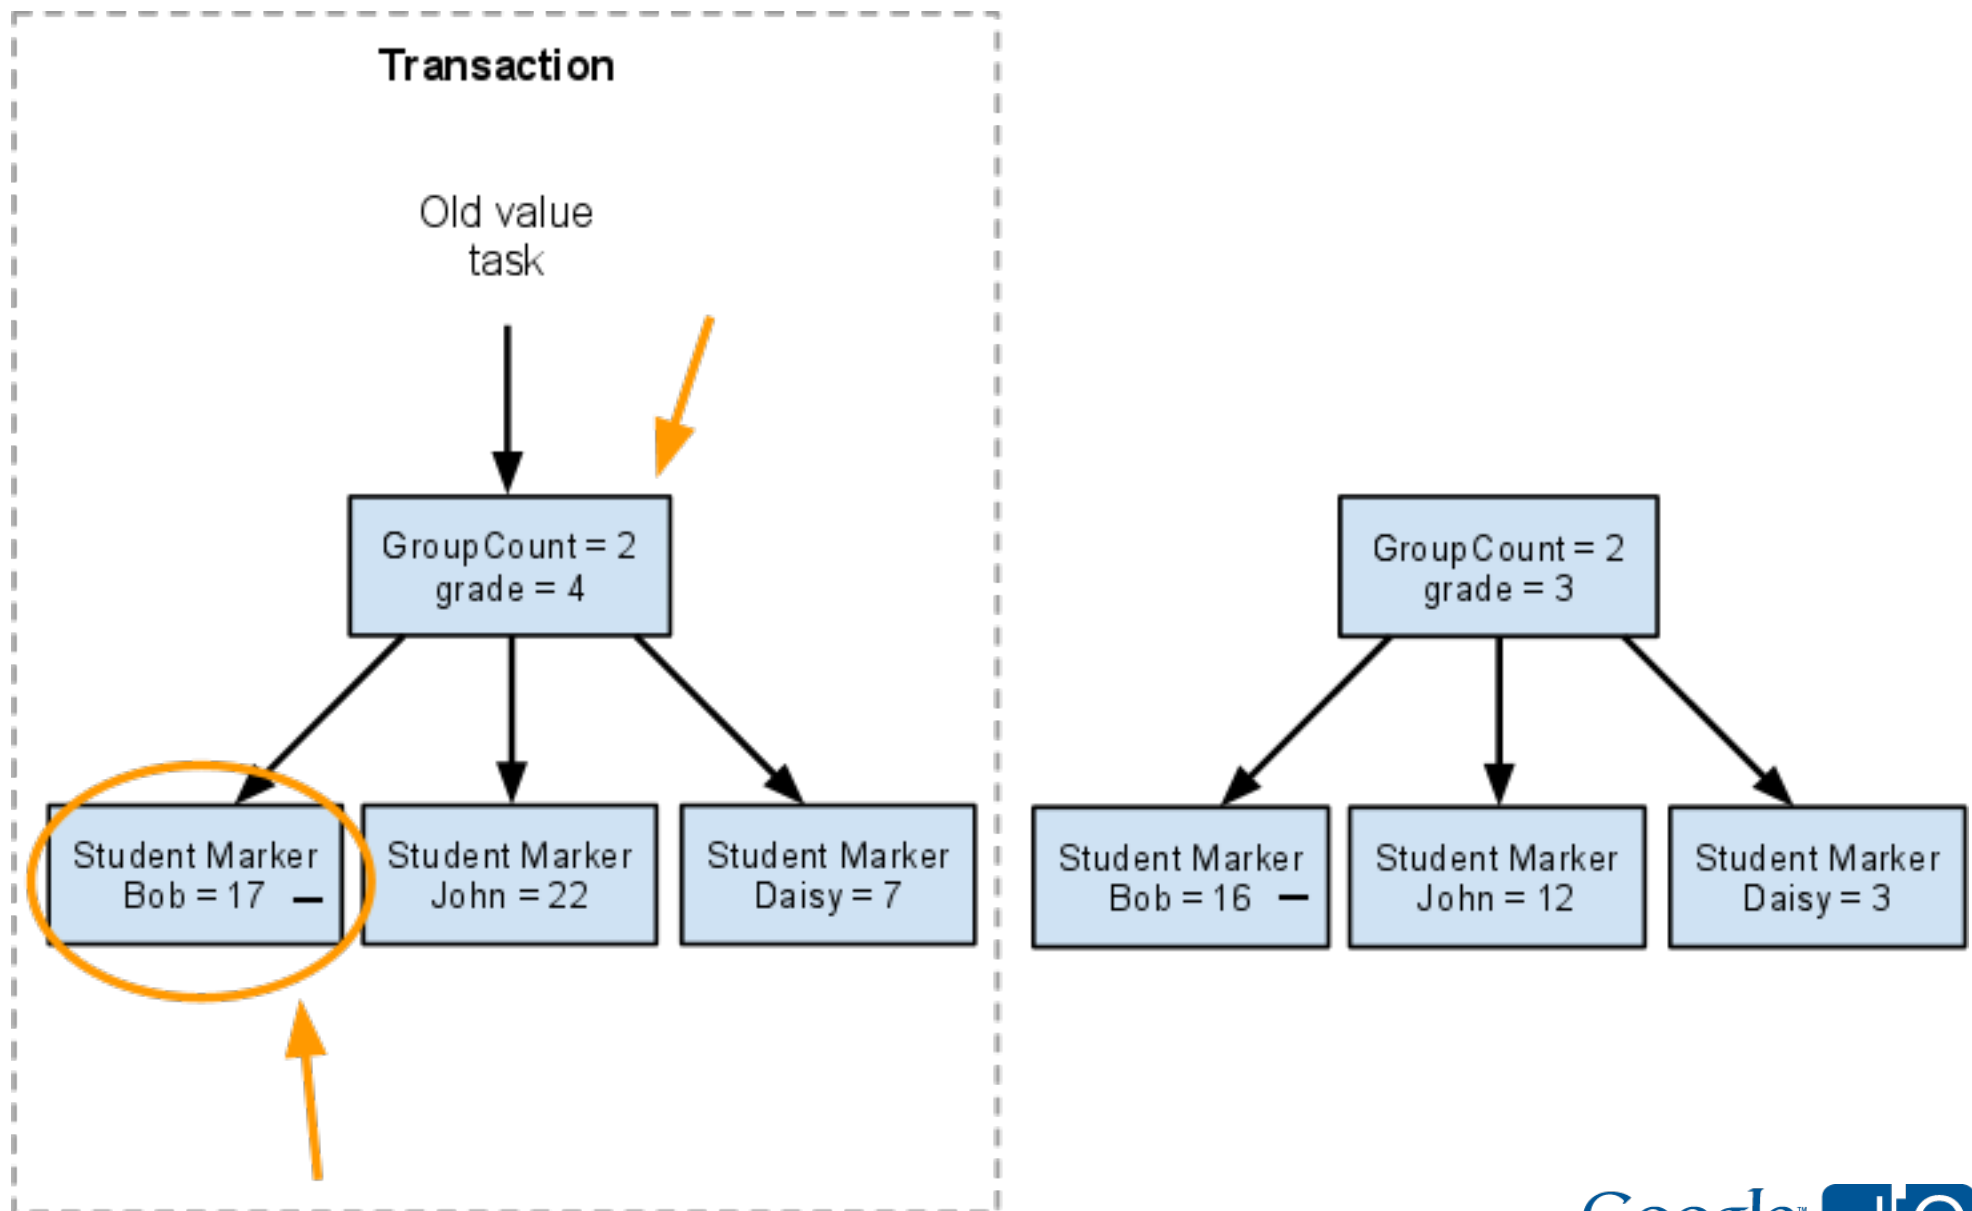 Transaction
Old value
task
GroupCount = 2
grade = 4
Student Marker
Bob = 17 –
Student Marker
John = 22
Student Marker
Daisy = 7
GroupCount = 2
grade = 3
Student Marker
Bob = 16 –
Student Marker
John = 12
Student Marker
Daisy = 3
Google™